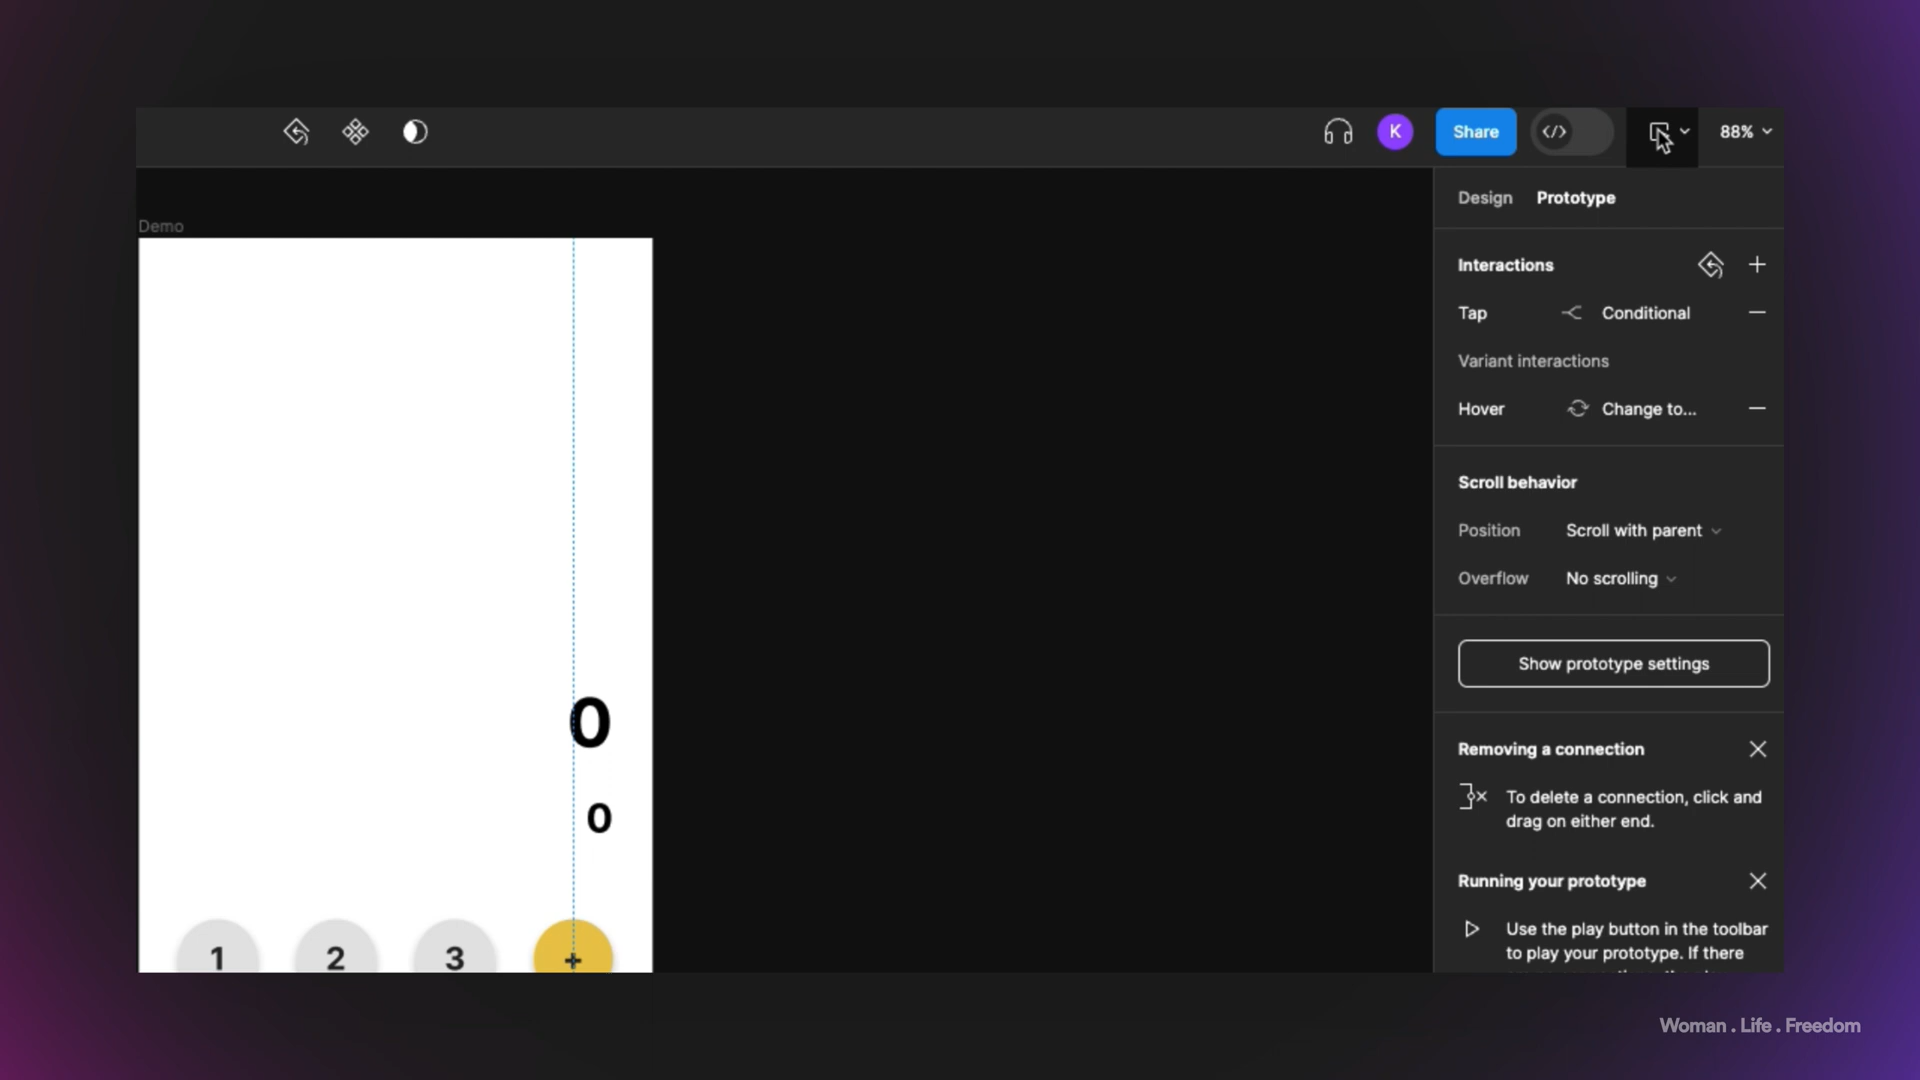 K
Share
</>
88%
Design
Prototype
Demo
Interactions
Tap
Conditional
Variant interactions
Hover
Change to...
Scroll behavior
Position
Scroll with parent
Overflow
No scrolling
Show prototype settings
0
0
Removing a connection
To delete a connection, click and
drag on either end.
Running your prototype
Use the play button in the toolbar
to play your prototype. If there
1
2
3
+
Woman . Life . Freedom